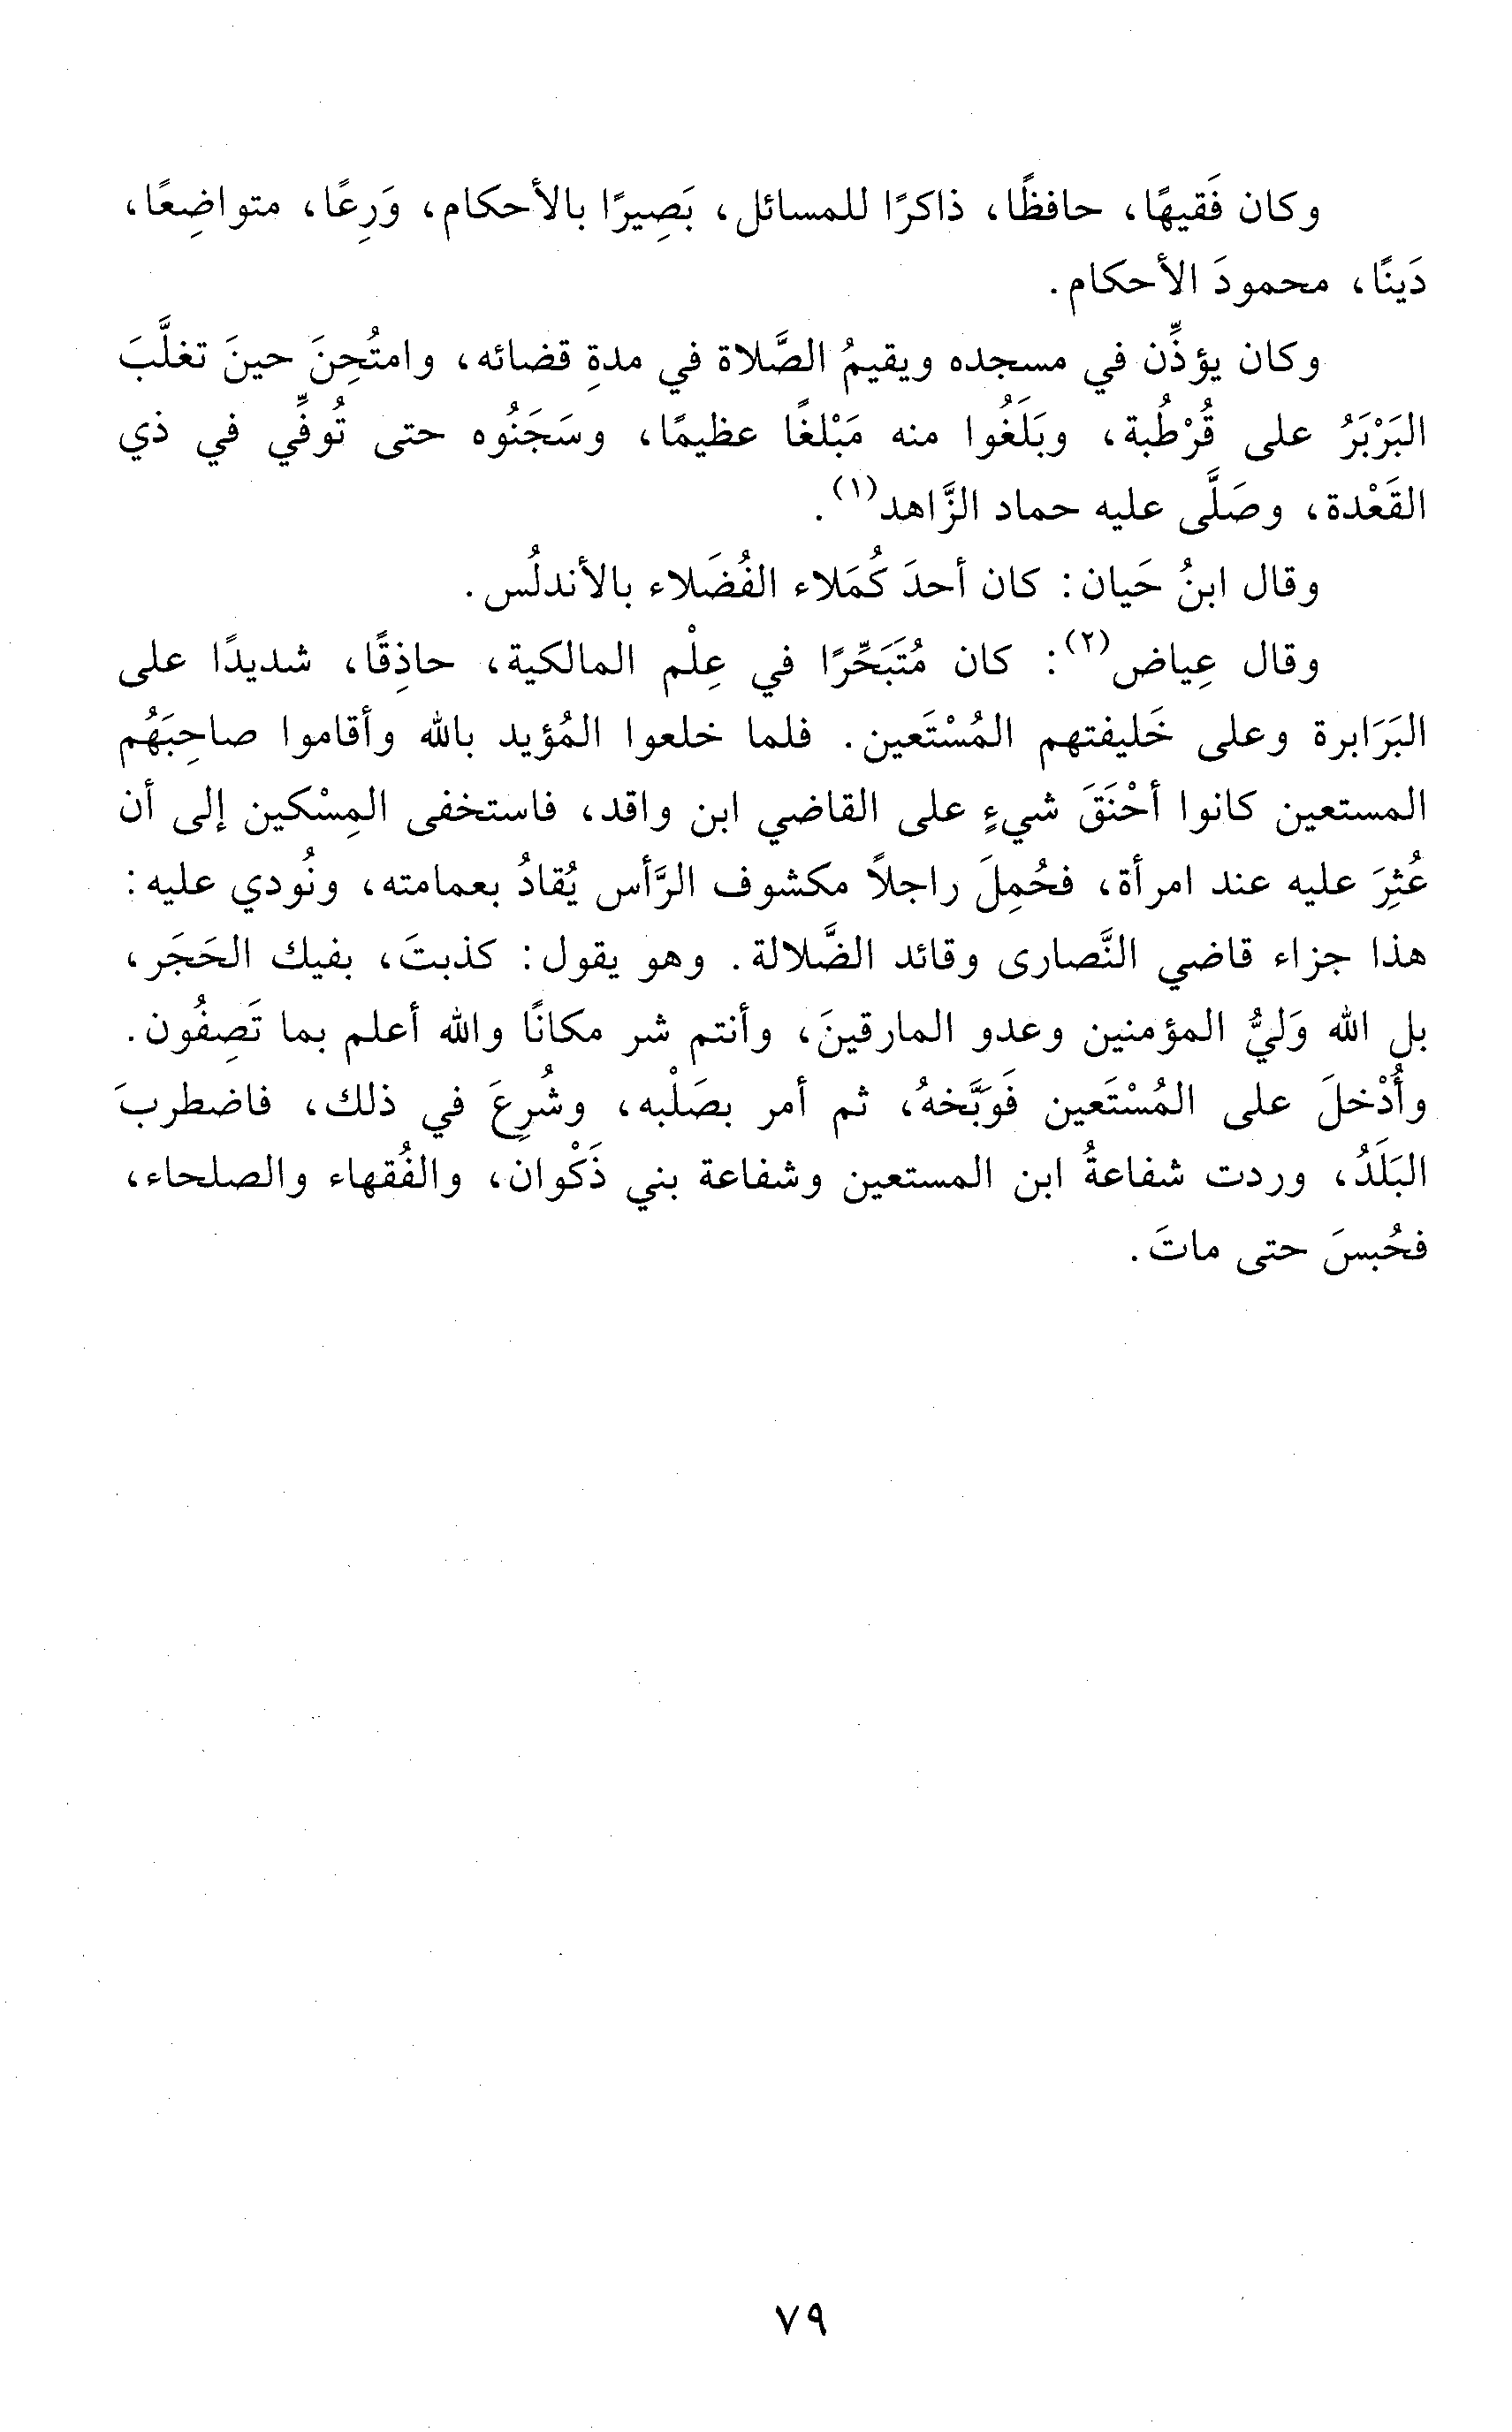 وكان فَقيهًا، حافظًا، ذاكرًا للمسائل، بَصِيرًا بالأحكام، وَرِعًا، متواضِعًا،
دَينًا، محمودَ الأحكام.
وكان يؤذِّن في مسجده ويقيمُ الصَّلاة في مدةِ قضائه، وامتُحِنَ حينَ تغلَّبَ
البَرْبَرُ على قُرْطُبة، وبَلَغُوا منه مَبْلغًا عظيمًا، وسَجَنُوه حتى تُوفِّي في ذي
القَعْدة، وصَلَّى عليه حماد الزَّاهد(١).
وقال ابنُ حَيان: كان أحدَ كُمَلاء الفُضَلاء بالأندلُس.
وقال عِياض(٢): كان مُتَبَحِّرًا في عِلْم المالكية، حاذِقًا، شديدًا على
البَرَابرة وعلى خَليفتهم المُسْتَعين. فلما خلعوا المُؤيد بالله وأقاموا صاحِبَهُم
المستعين كانوا أحْنَقَ شيءٍ على القاضي ابن واقد، فاستخفى المِسْكين إلى أن
عُثِرَ عليه عند امرأة، فحُمِلَ راجلاً مكشوف الرَّأس يُقادُ بعمامته، ونُودي عليه:
هذا جزاء قاضي النَّصارى وقائد الضَّلالة. وهو يقول: كذبتَ، بفيك الحَجَر،
بل الله وَليُّ المؤمنين وعدو المارقينَ، وأنتم شر مكانًا والله أعلم بما تَصِفُون.
وأُدْخلَ على المُسْتَعين فَوَبَّخهُ، ثم أمر بصَلْبه، وشُرِعَ في ذلك، فاضطربَ
البَلَدُ، وردت شفاعةُ ابن المستعين وشفاعة بني ذَكْوان، والفُقهاء والصلحاء،
فحُبسَ حتى ماتَ.
٧٩